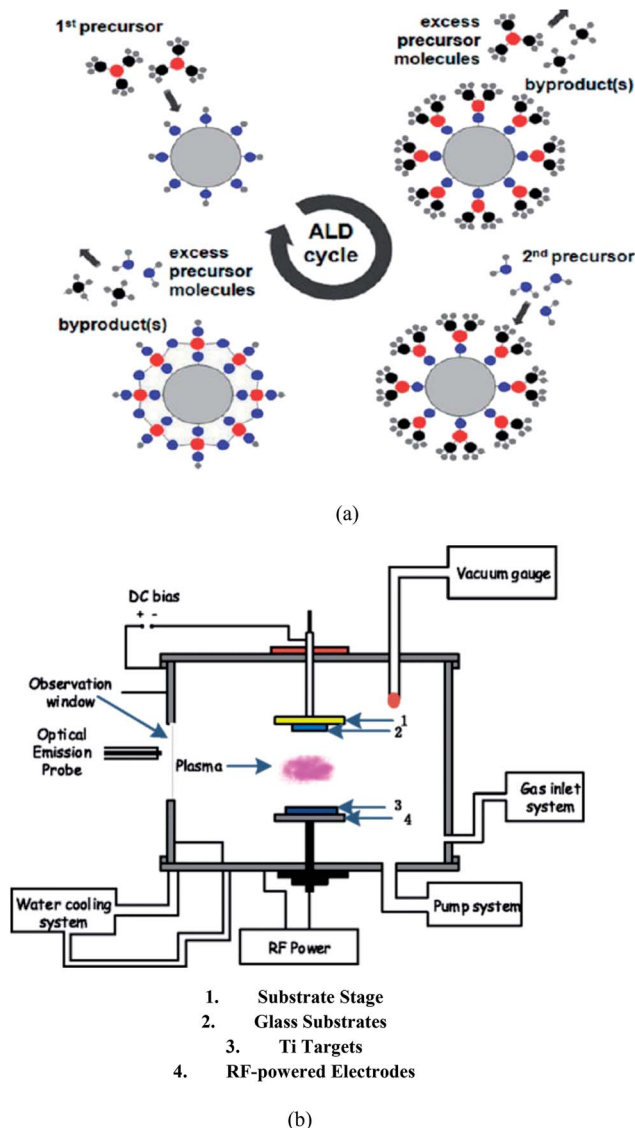 1st precursor
excess
precursor
molecules
byproduct(s)
ALD
cycle
excess
precursor
molecules
byproduct(s)
2nd precursor
(a)
Vacuum gauge
DC bias
+ -
Observation
window
1
2
Optical
Emission
Probe
Plasma
Gas inlet
system
3
4
Water cooling
system
RF Power
Pump system
1. Substrate Stage
2. Glass Substrates
3. Ti Targets
4. RF-powered Electrodes
(b)